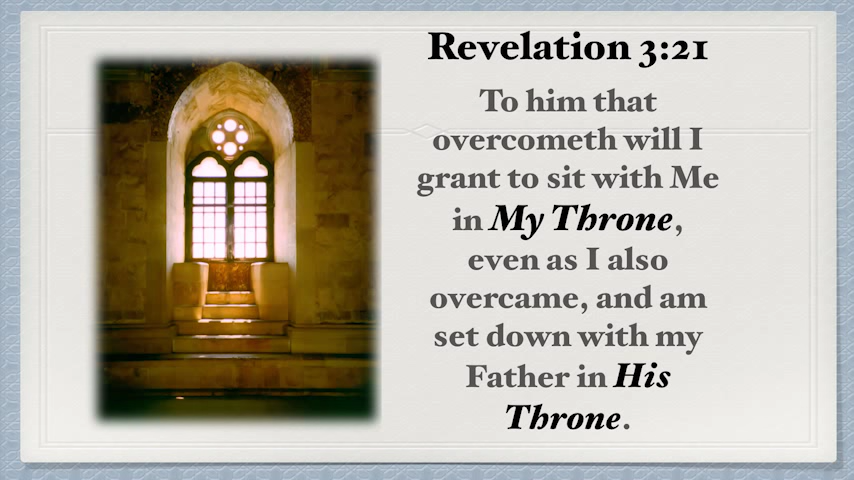 Revelation 3:21
To him that
overcometh will I
grant to sit with Me
in My Throne,
even as I also
overcame, and am
set down with my
Father in His
Throne.